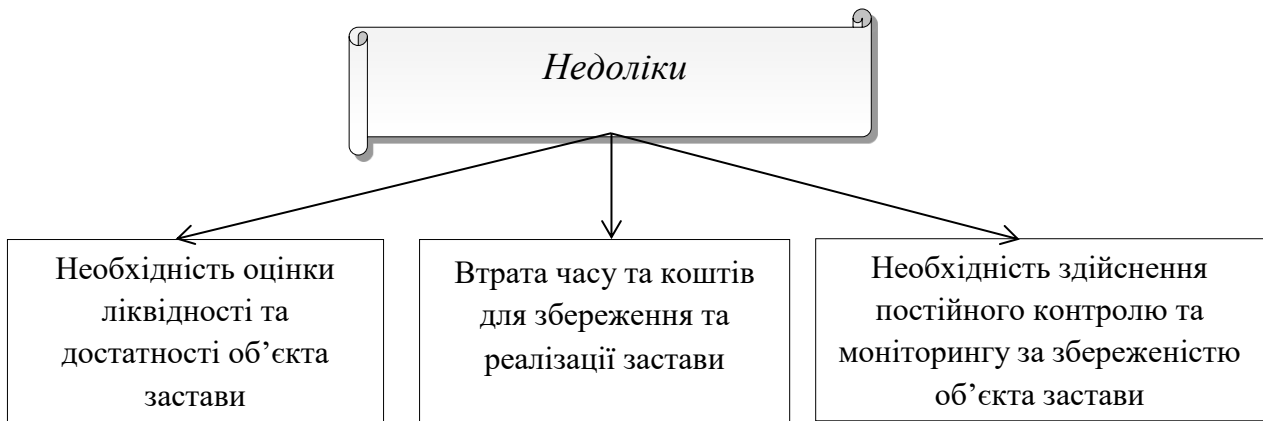 Недоліки
Необхідність оцінки
ліквідності та
достатності об’єкта
застави
Втрата часу та коштів
для збереження та
реалізації застави
Необхідність здійснення
постійного контролю та
моніторингу за збереженістю
об’єкта застави